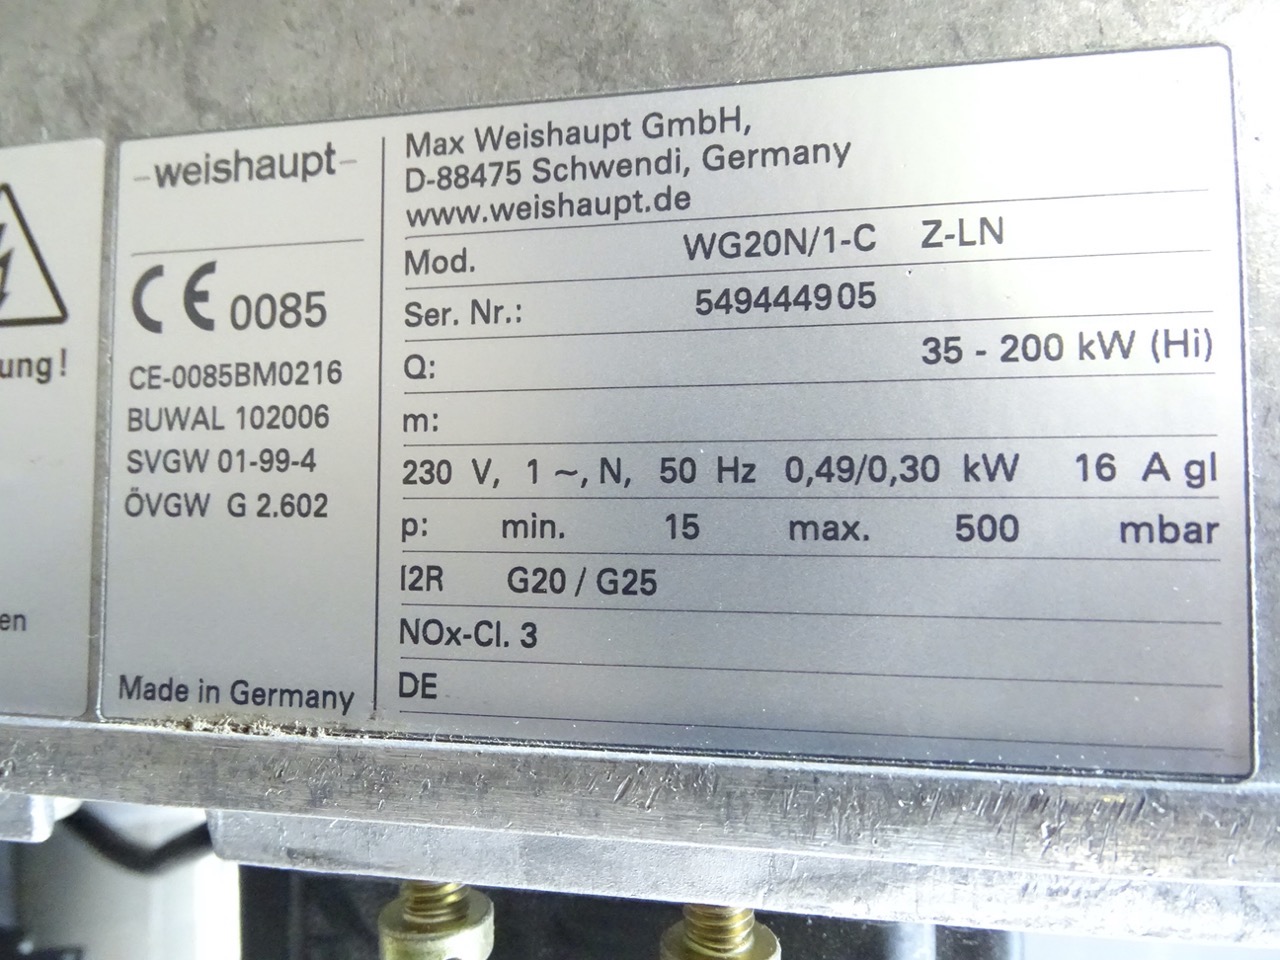 ung!
en
-weishaupt-
CE 0085
CE-0085BM0216
BUWAL 102006
SVGW 01-99-4
ÖVGW G 2.602
Made in Germany
Max Weishaupt GmbH,
D-88475 Schwendi, Germany
www.weishaupt.de
Mod. WG20N/1-C Z-LN
Ser. Nr.: 549444905
Q: 35 - 200 kW (Hi)
m:
230 V, 1 ~, N, 50 Hz 0,49/0,30 kW 16 A gl
p: min. 15 max. 500 mbar
I2R G20 / G25
NOx-Cl. 3
DE